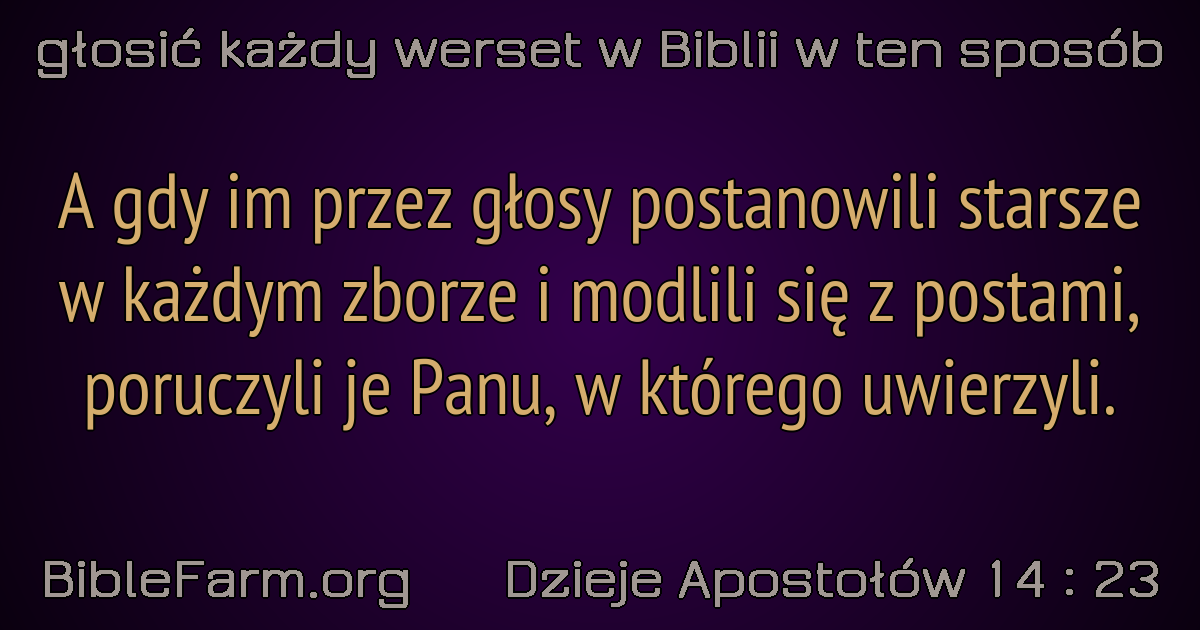 głosić każdy werset w Biblii w ten sposób
A gdy im przez głosy postanowili starsze
w każdym zborze i modlili się z postami,
poruczyli je Panu, w którego uwierzyli.
BibleFarm.org Dzieje Apostołów 14 : 23